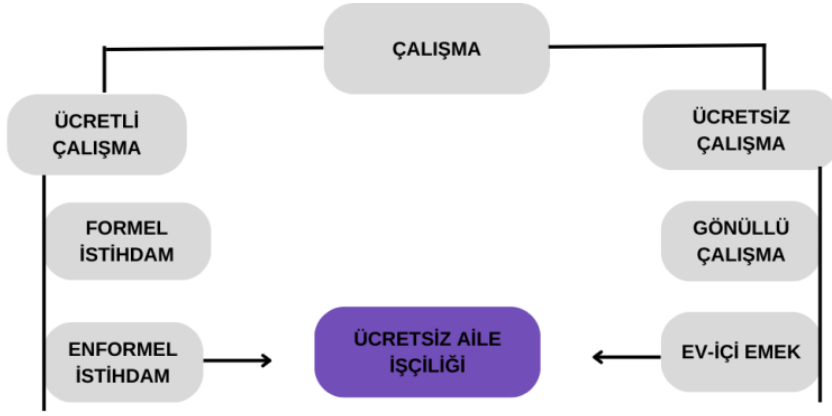 ÇALIŞMA
ÜCRETLİ
ÇALIŞMA
ÜCRETSİZ
ÇALIŞMA
FORMEL
İSTİHDAM
GÖNÜLLÜ
ÇALIŞMA
ENFORMEL
İSTİHDAM
ÜCRETSİZ AİLE
İŞÇİLİĞİ
EV-İÇİ EMEK